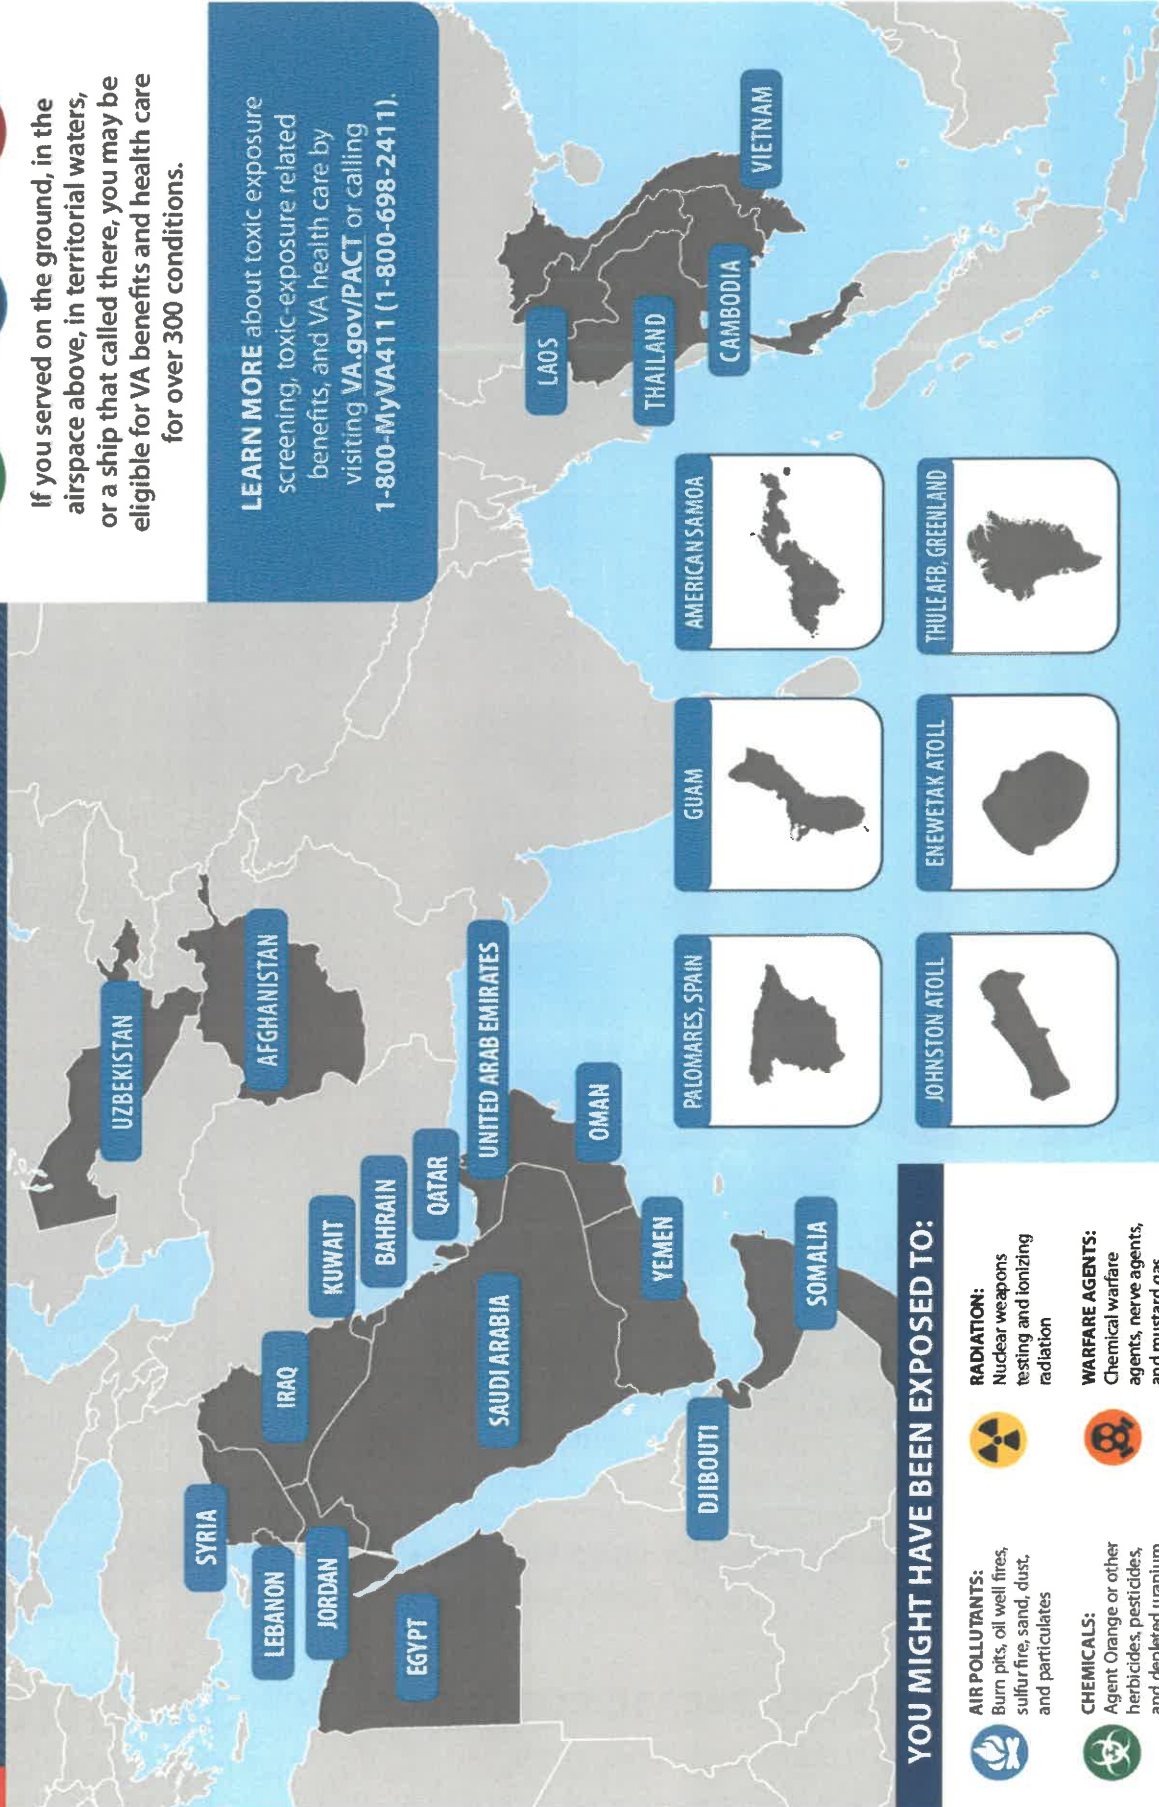 If you served on the ground, in the
airspace above, in territorial waters,
or a ship that called there, you may be
eligible for VA benefits and health care
for over 300 conditions.
LEARN MORE about toxic exposure
screening, toxic-exposure related
benefits, and VA health care by
visiting VA.gov/PACT or calling
1-800-MyVA411 (1-800-698-2411).
UZBEKISTAN
AFGHANISTAN
SYRIA
LEBANON
JORDAN
EGYPT
IRAQ
KUWAIT
BAHRAIN
QATAR
UNITED ARAB EMIRATES
SAUDI ARABIA
OMAN
YEMEN
DJIBOUTI
SOMALIA
LAOS
THAILAND
CAMBODIA
VIETNAM
PALOMARES, SPAIN
GUAM
AMERICAN SAMOA
JOHNSTON ATOLL
ENEWETAK ATOLL
THULE AFB, GREENLAND
YOU MIGHT HAVE BEEN EXPOSED TO:
AIR POLLUTANTS:
Burn pits, oil well fires,
sulfur fire, sand, dust,
and particulates
RADIATION:
Nuclear weapons
testing and ionizing
radiation
CHEMICALS:
Agent Orange or other
herbicides, pesticides,
and depleted uranium
WARFARE AGENTS:
Chemical warfare
agents, nerve agents,
and mustard gas